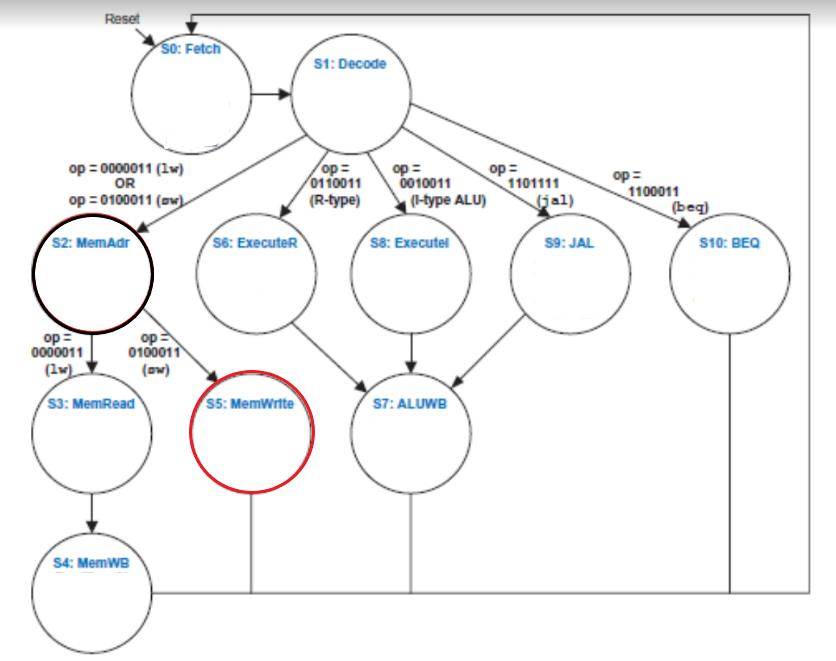 Reset
S0: Fetch
S1: Decode
op = 0000011 (lw)
OR
op = 0100011 (sw)
op =
0110011
(R-type)
op =
0010011
(I-type ALU)
op =
1101111
(jal)
op =
1100011
(beq)
S2: MemAdr
S6: ExecuteR
S8: ExecuteI
S9: JAL
S10: BEQ
op =
0000011
(lw)
op =
0100011
(sw)
S3: MemRead
S5: MemWrite
S7: ALUWB
S4: MemWB